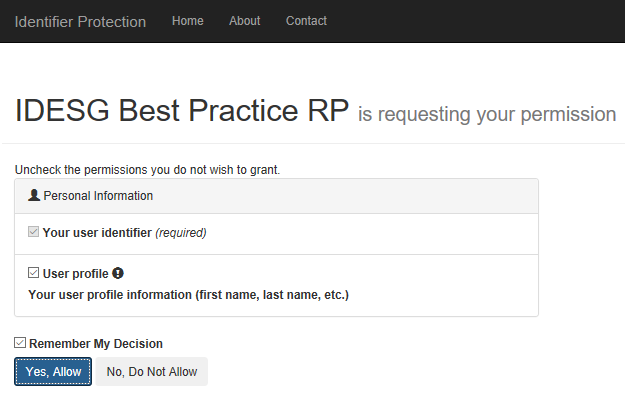 Identifier Protection Home About Contact
IDESG Best Practice RP is requesting your permission
Uncheck the permissions you do not wish to grant.
Personal Information
Your user identifier (required)
User profile
Your user profile information (first name, last name, etc.)
Remember My Decision
Yes, Allow No, Do Not Allow